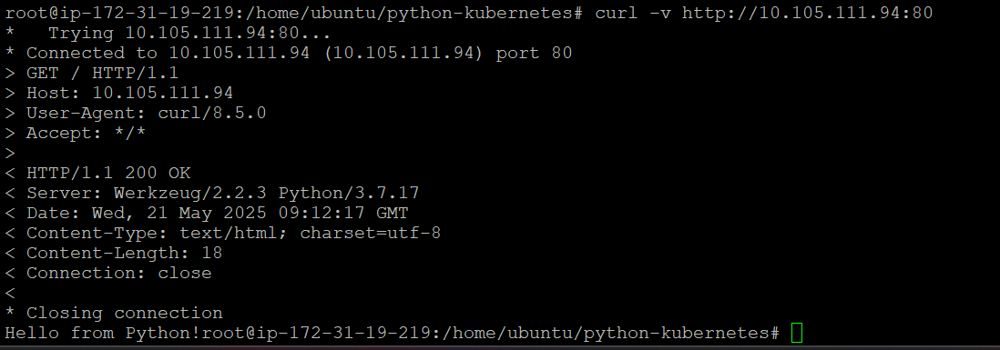 root@ip-172-31-19-219:/home/ubuntu/python-kubernetes# curl -v http://10.105.111.94:80
*   Trying 10.105.111.94:80...
* Connected to 10.105.111.94 (10.105.111.94) port 80
> GET / HTTP/1.1
> Host: 10.105.111.94
> User-Agent: curl/8.5.0
> Accept: */*
>
< HTTP/1.1 200 OK
< Server: Werkzeug/2.2.3 Python/3.7.17
< Date: Wed, 21 May 2025 09:12:17 GMT
< Content-Type: text/html; charset=utf-8
< Content-Length: 18
< Connection: close
<
* Closing connection
Hello from Python!root@ip-172-31-19-219:/home/ubuntu/python-kubernetes#